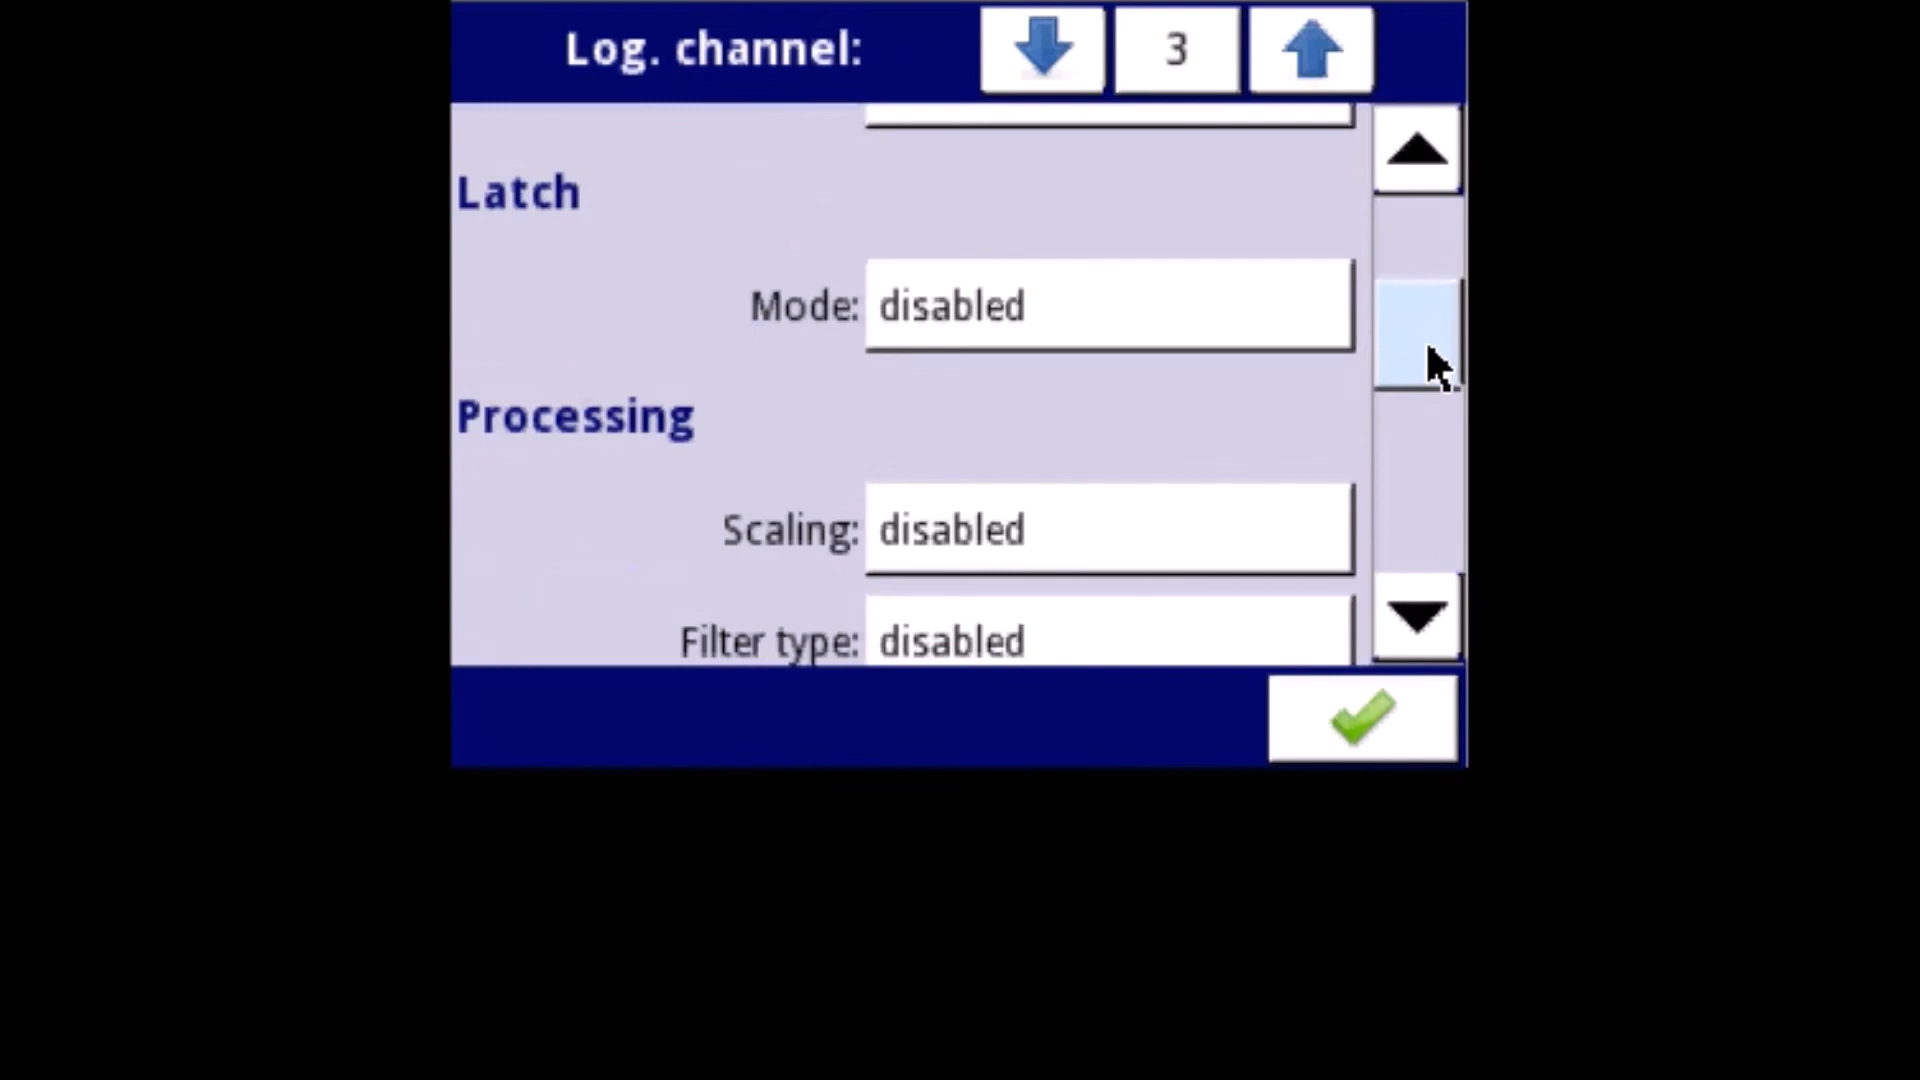 Log. channel: 3
Latch
Mode: disabled
Processing
Scaling: disabled
Filter type: disabled